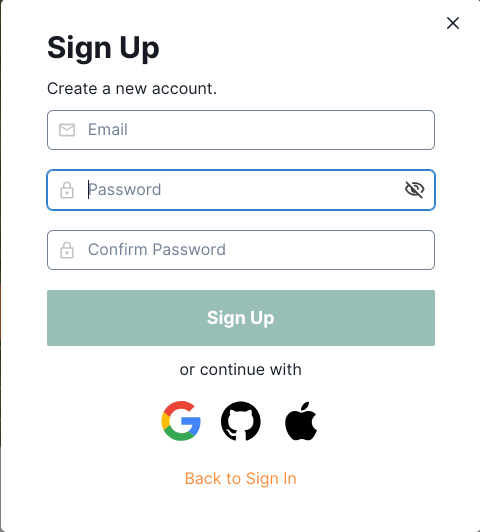 Sign Up
Create a new account.
Email
Password
Confirm Password
Sign Up
or continue with
Back to Sign In